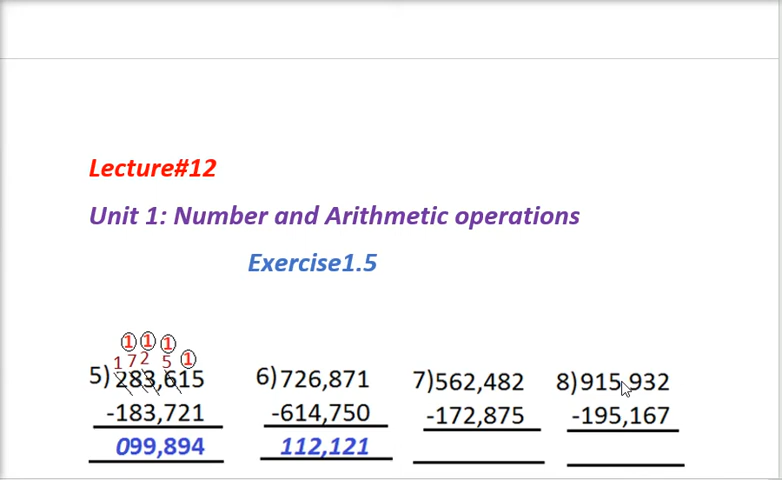 Lecture#12
Unit 1: Number and Arithmetic operations
Exercise1.5
1 1 1
1 7 2 5 1
5) 283,615 6) 726,871 7) 562,482 8) 915,932
-183,721 -614,750 -172,875 -195,167
099,894 112,121